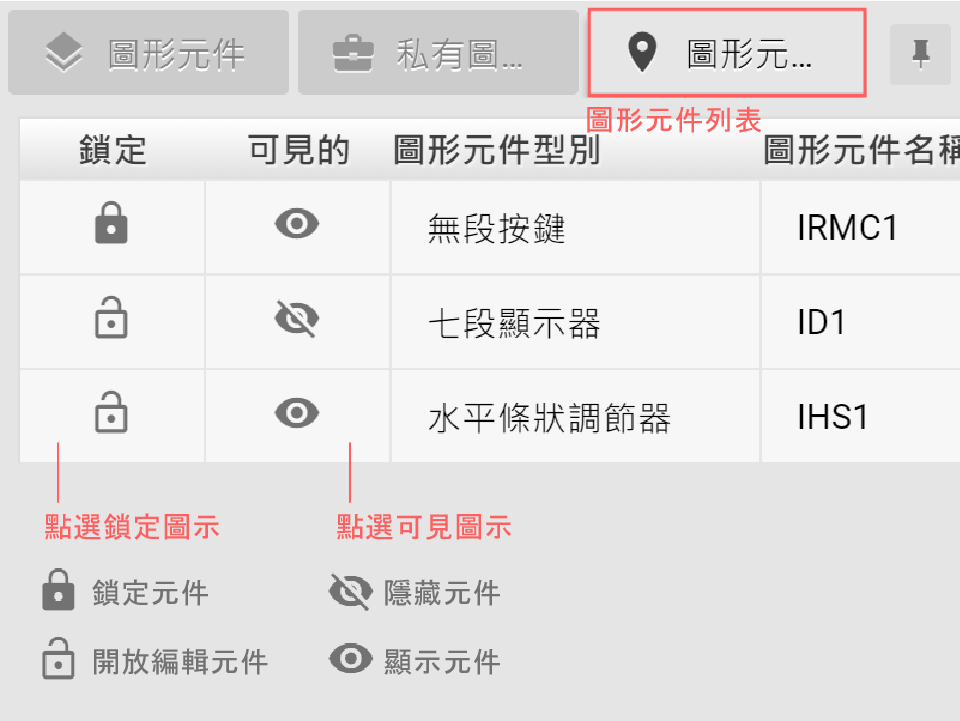 圖形元件
私有圖...
圖形元...
圖形元件列表
鎖定 可見的 圖形元件型別 圖形元件名稱
無段按鍵 IRMC1
七段顯示器 ID1
水平條狀調節器 IHS1
點選鎖定圖示 點選可見圖示
鎖定元件 隱藏元件
開放編輯元件 顯示元件